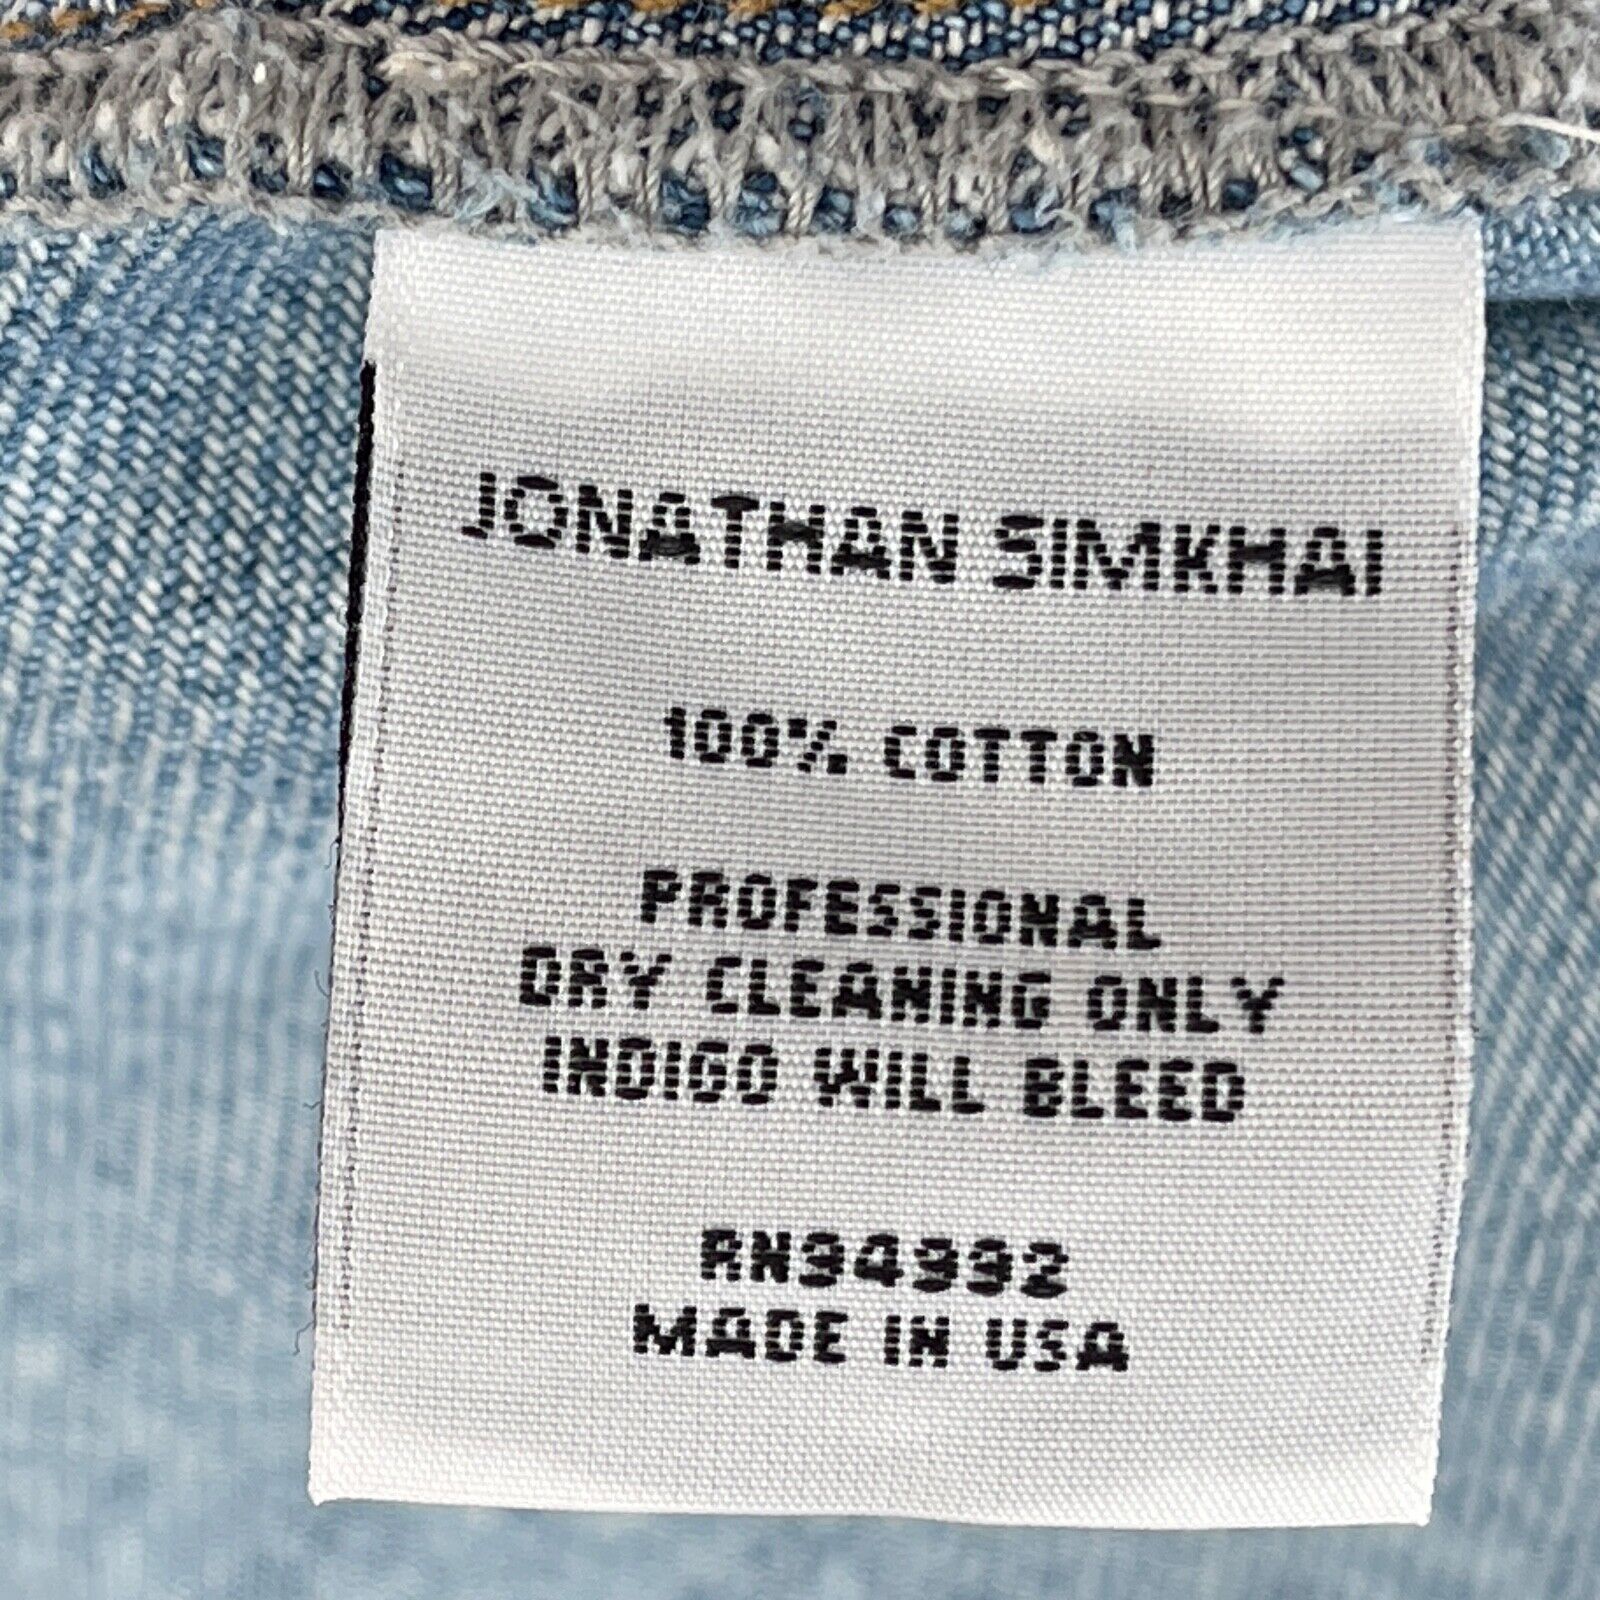 JONATHAN SIMKHAI
100% COTTON
PROFESSIONAL
DRY CLEANING ONLY
INDIGO WILL BLEED
RN94992
MADE IN USA